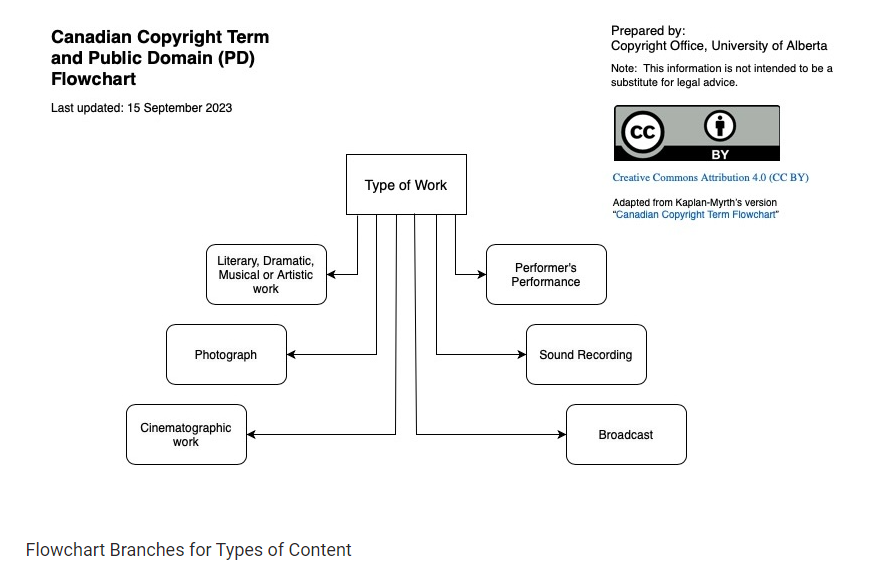 Canadian Copyright Term
and Public Domain (PD)
Flowchart
Last updated: 15 September 2023
Prepared by:
Copyright Office, University of Alberta
Note:  This information is not intended to be a
substitute for legal advice.
cc
BY
Creative Commons Attribution 4.0 (CC BY)
Adapted from Kaplan-Myrth's version
"Canadian Copyright Term Flowchart"
Type of Work
Literary, Dramatic,
Musical or Artistic
work
Performer's
Performance
Photograph
Sound Recording
Cinematographic
work
Broadcast
Flowchart Branches for Types of Content